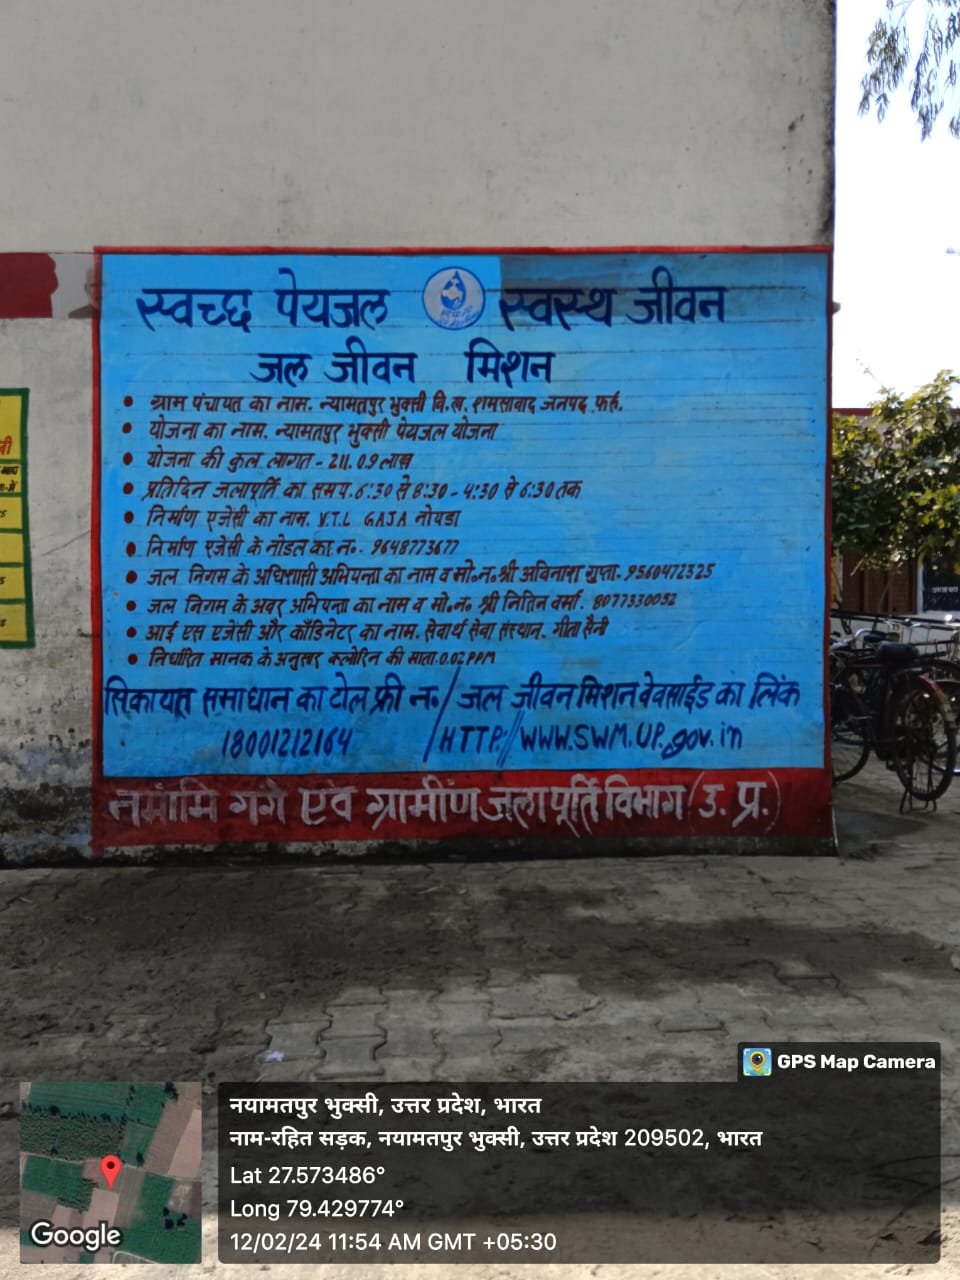 स्वच्छ पेयजल स्वस्थ जीवन
जल जीवन मिशन
• ग्राम पंचायत का नाम. न्यामतपुर भुक्सी वि.ख. शमसाबाद जनपद फर्रु.
• योजना का नाम. न्यामतपुर भुक्सी पेयजल योजना
• योजना की कुल लागत - 211.09 लाख
• प्रतिदिन जलापूर्ति का समय. 6:30 से 8:30 - 4:30 से 6:30 तक
• निर्माण एजेंसी का नाम. V.T.L GAJA नोयडा
• निर्माण एजेंसी के नोडल का न०. 9648773677
• जल निगम के अधिशासी अभियन्ता का नाम व मो०न. श्री अविनाश गुप्ता. 9560472325
• जल निगम के अवर अभियन्ता का नाम व मो०न० श्री नितिन वर्मा. 8077330032
• आई एस एजेंसी और कॉडिनेटर का नाम. सेवार्थ सेवा संस्थान. गीता सैनी
• निर्धारित मानक के अनुसार क्लोरिन की माता. 0.02 PPM
सिकायत समाधान का टोल फ्री न० / जल जीवन मिशन वेवसाईड का लिंक
18001212164 / HTTP.// WWW.SWM.UP.gov.in
नमामि गंगे एवं ग्रामीण जलापूर्ति विभाग (उ. प्र.)
GPS Map Camera
नयामतपुर भुक्सी, उत्तर प्रदेश, भारत
नाम-रहित सड़क, नयामतपुर भुक्सी, उत्तर प्रदेश 209502, भारत
Lat 27.573486°
Long 79.429774°
12/02/24 11:54 AM GMT +05:30
Google